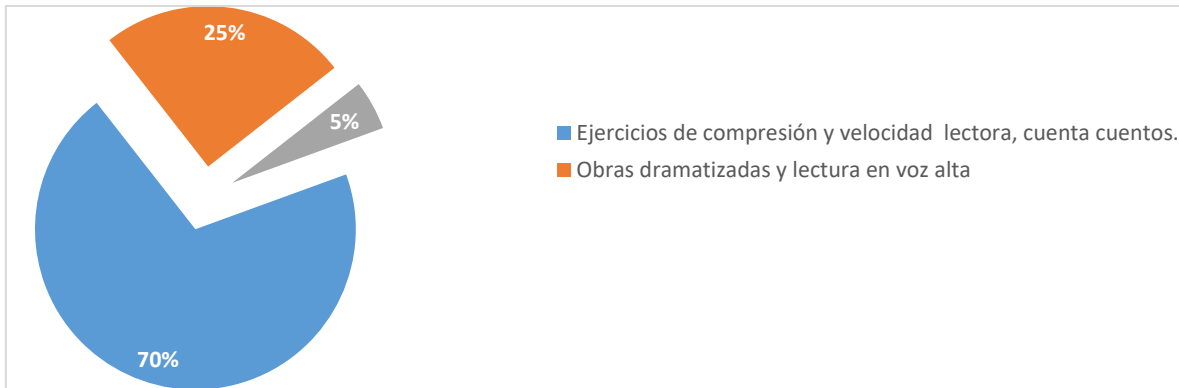 25%
5%
70%
Ejercicios de compresión y velocidad lectora, cuenta cuentos.
Obras dramatizadas y lectura en voz alta